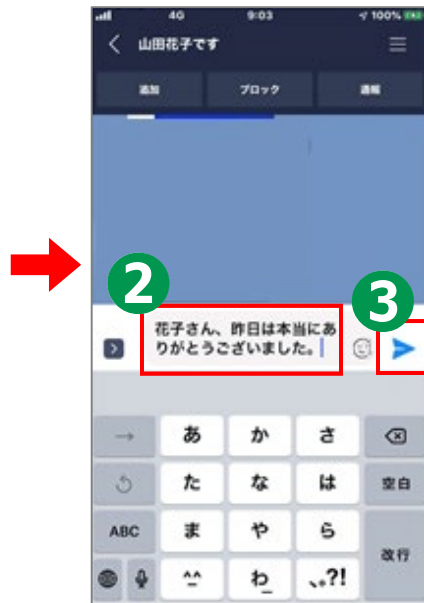 4G 9:03 100%
山田花子です
追加 ブロック 通報
2
3
花子さん、昨日は本当にあ
りがとうございました。
→ あ か さ
た な は 空白
ABC ま や ら
改行
^^ わ_ 、。?!